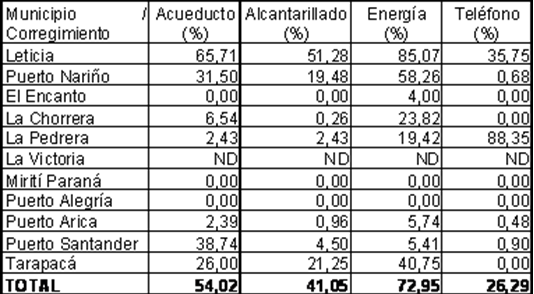 Municipio / Acueducto Alcantarillado Energía Teléfono
Corregimiento (%) (%) (%) (%)
Leticia 65,71 51,28 85,07 35,75
Puerto Nariño 31,50 19,48 58,26 0,68
El Encanto 0,00 0,00 4,00 0,00
La Chorrera 6,54 0,26 23,82 0,00
La Pedrera 2,43 2,43 19,42 88,35
La Victoria ND ND ND ND
Mirití Paraná 0,00 0,00 0,00 0,00
Puerto Alegría 0,00 0,00 0,00 0,00
Puerto Arica 2,39 0,96 5,74 0,48
Puerto Santander 38,74 4,50 5,41 0,90
Tarapacá 26,00 21,25 40,75 0,00
TOTAL 54,02 41,05 72,95 26,29